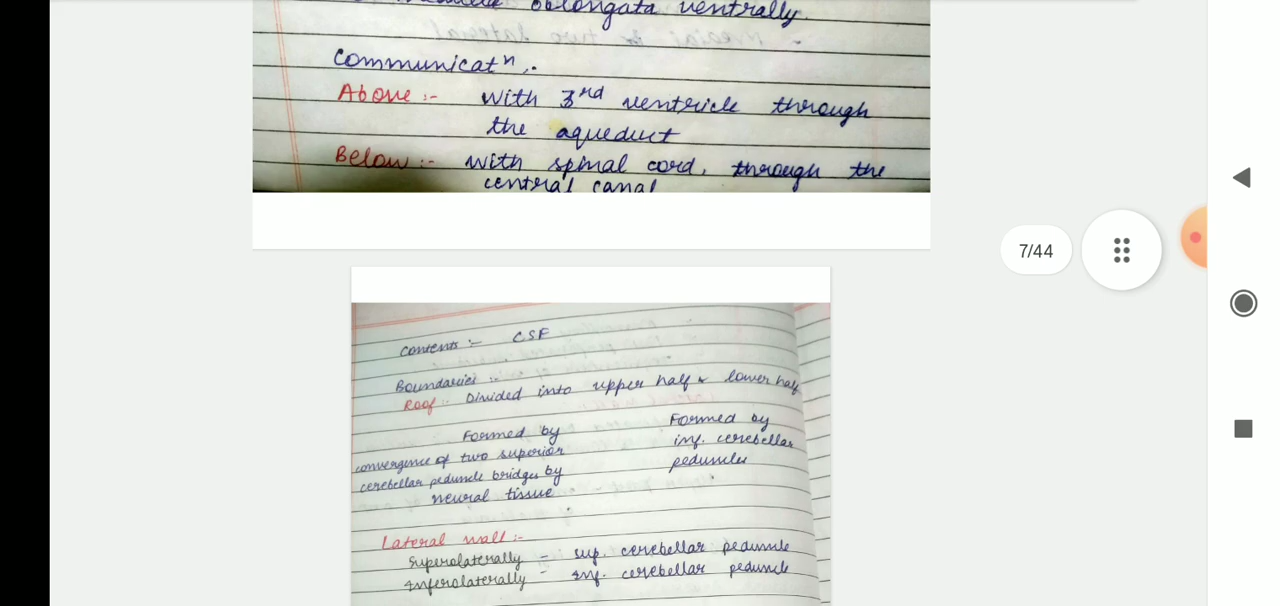 oblongata ventrally.
Communicatⁿ :-
Above :- with 3rd ventricle through
the aqueduct
Below :- with spinal cord, through the
central canal
7/44
Contents :- CSF
Boundaries :-
Roof :- Divided into upper half & lower half
Formed by
convergence of two superior
cerebellar peduncle bridges by
neural tissue
Formed by
inf. cerebellar
peduncles
Lateral wall :-
Superolaterally = sup. cerebellar peduncle
Inferolaterally = inf. cerebellar peduncle